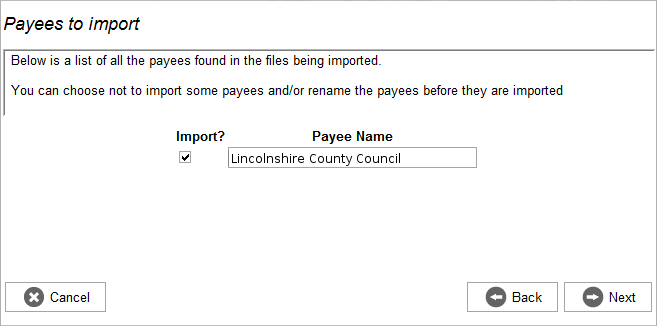 Payees to import
Below is a list of all the payees found in the files being imported.
You can choose not to import some payees and/or rename the payees before they are imported
Import? Payee Name
Lincolnshire County Council
Cancel Back Next